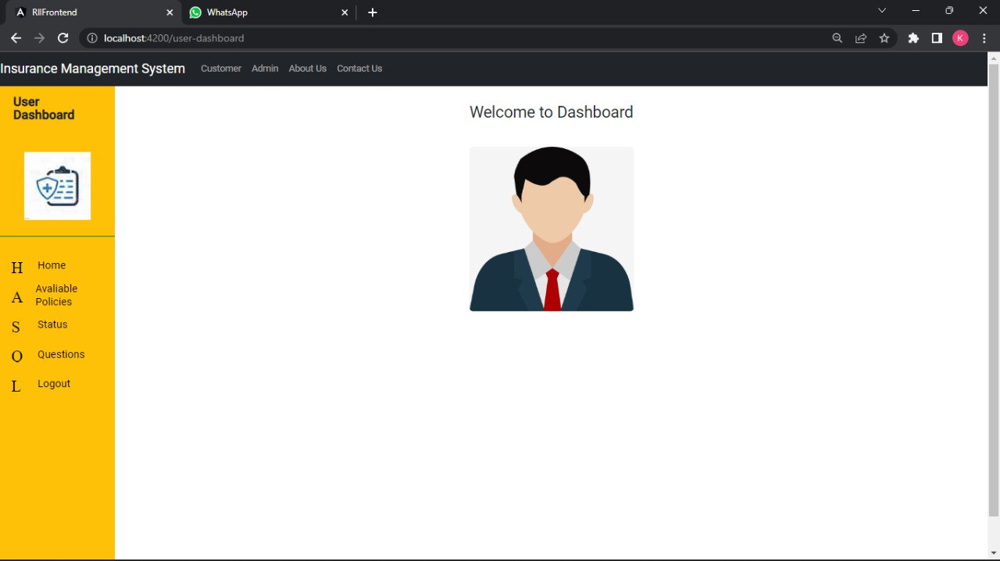 RIIFrontend
WhatsApp
localhost:4200/user-dashboard
K
Insurance Management System Customer Admin About Us Contact Us
User
Dashboard
Welcome to Dashboard
H Home
A Avaliable
Policies
S Status
Q Questions
L Logout